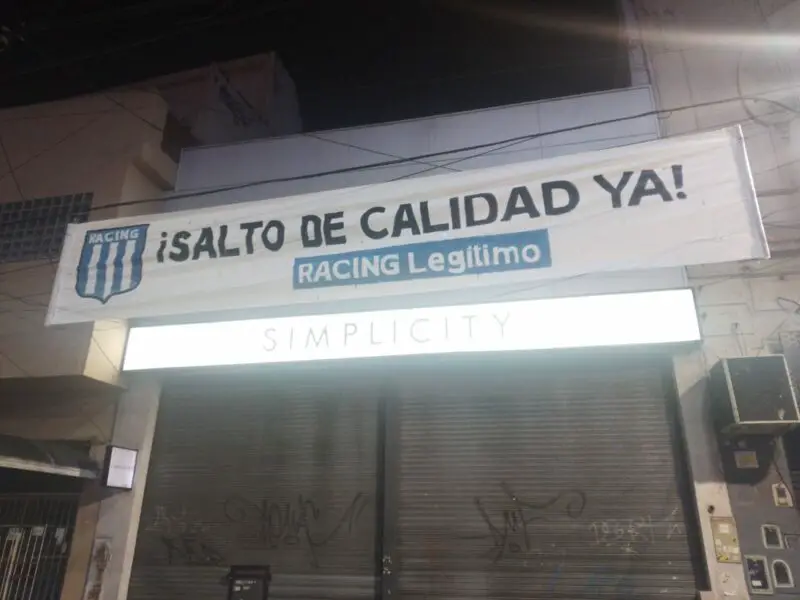 RACING
¡SALTO DE CALIDAD YA!
RACING Legítimo
SIMPLICITY